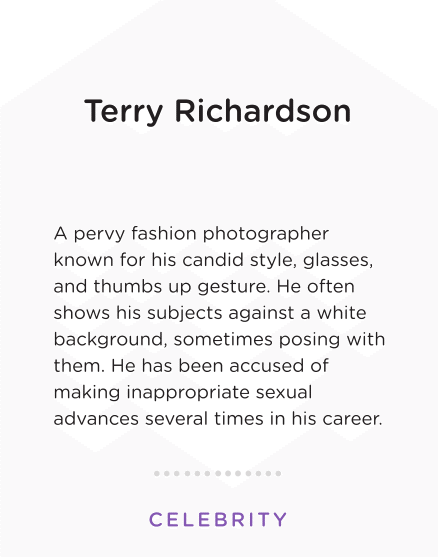 Terry Richardson
A pervy fashion photographer
known for his candid style, glasses,
and thumbs up gesture. He often
shows his subjects against a white
background, sometimes posing with
them. He has been accused of
making inappropriate sexual
advances several times in his career.
CELEBRITY